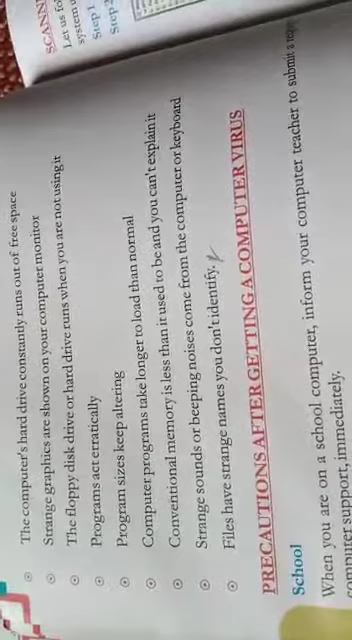 The computer's hard drive constantly runs out of free space
Strange graphics are shown on your computer monitor
The floppy disk drive or hard drive runs when you are not using it
Programs act erratically
Program sizes keep altering
Computer programs take longer to load than normal
Conventional memory is less than it used to be and you can't explain it
Strange sounds or beeping noises come from the computer or keyboard
Files have strange names you don't identify.
PRECAUTIONS AFTER GETTING A COMPUTER VIRUS
School
When you are on a school computer, inform your computer teacher to submit a
computer support, immediately.
Let us
system
Step 1
Step 2